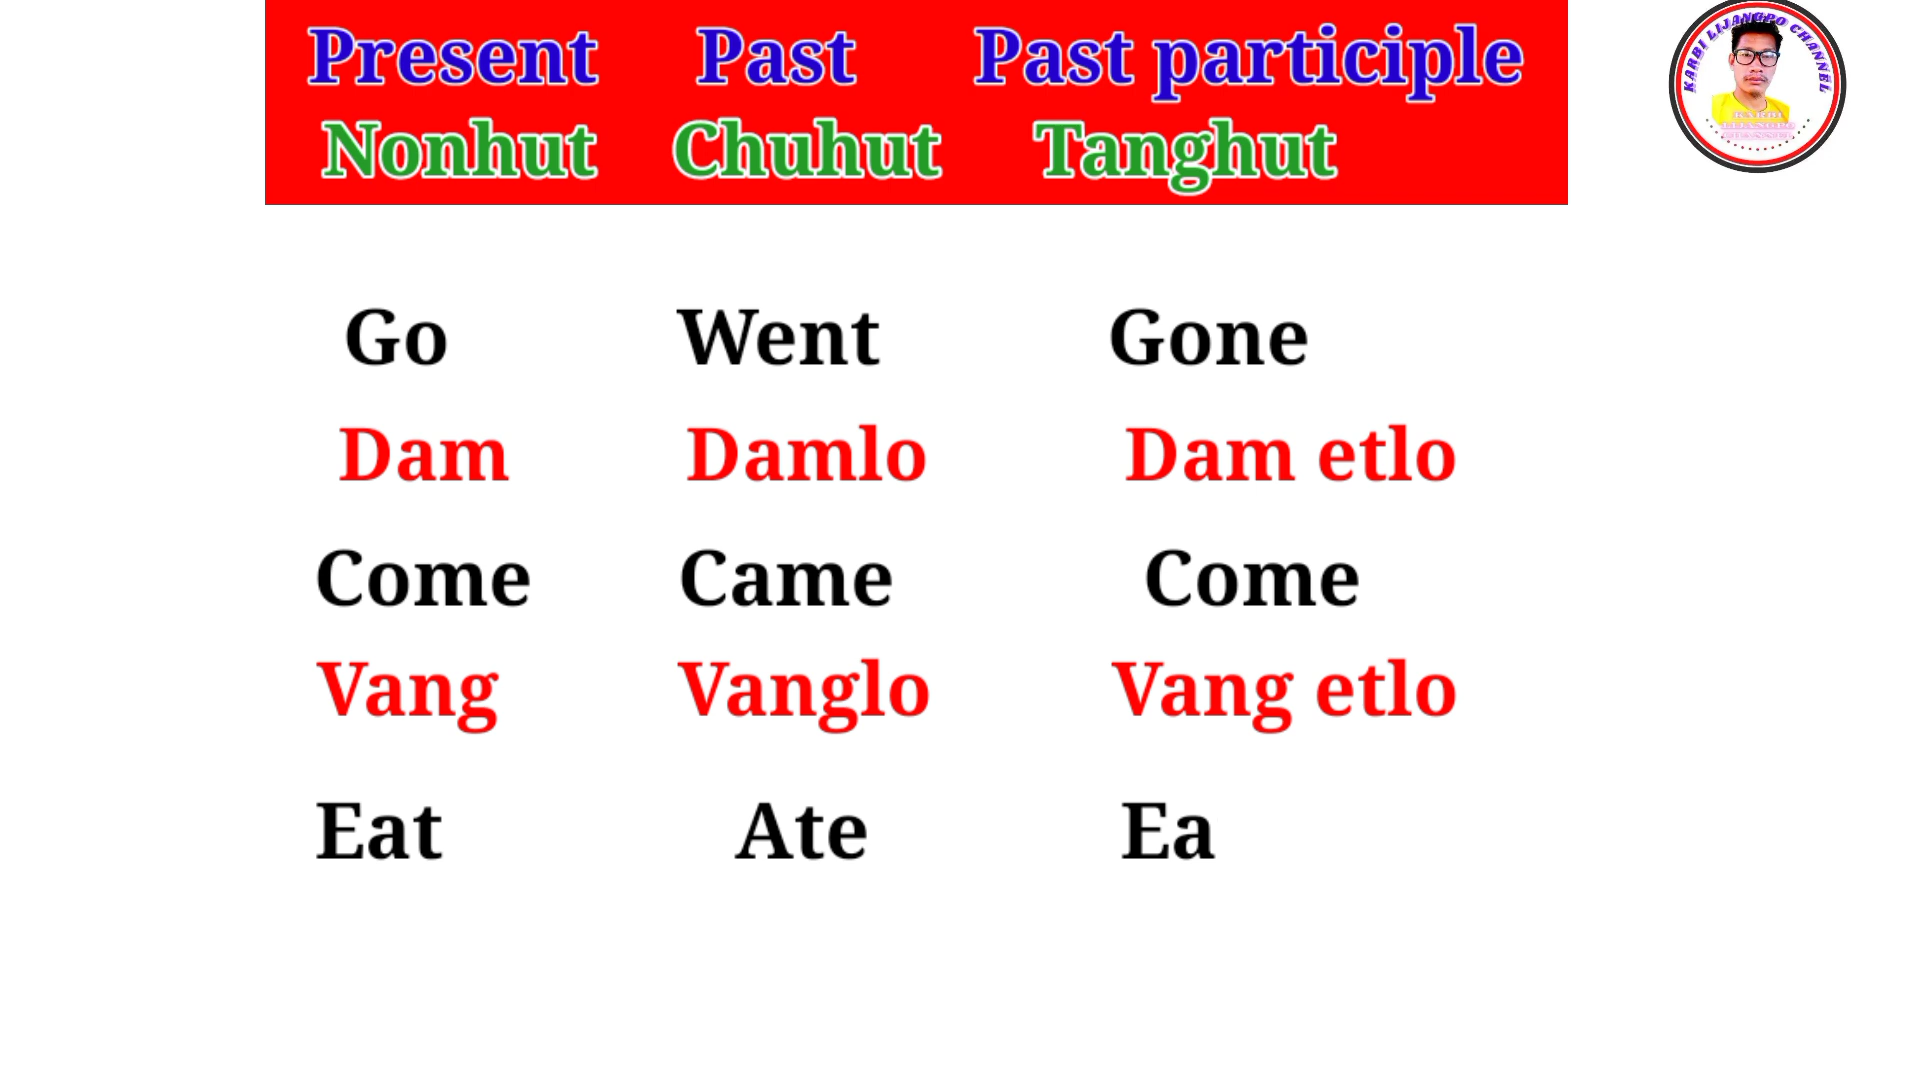 Present Past Past participle
Nonhut Chuhut Tanghut
KARBI LIJANGPO CHANNEL
Go Went Gone
Dam Damlo Dam etlo
Come Came Come
Vang Vanglo Vang etlo
Eat Ate Ea